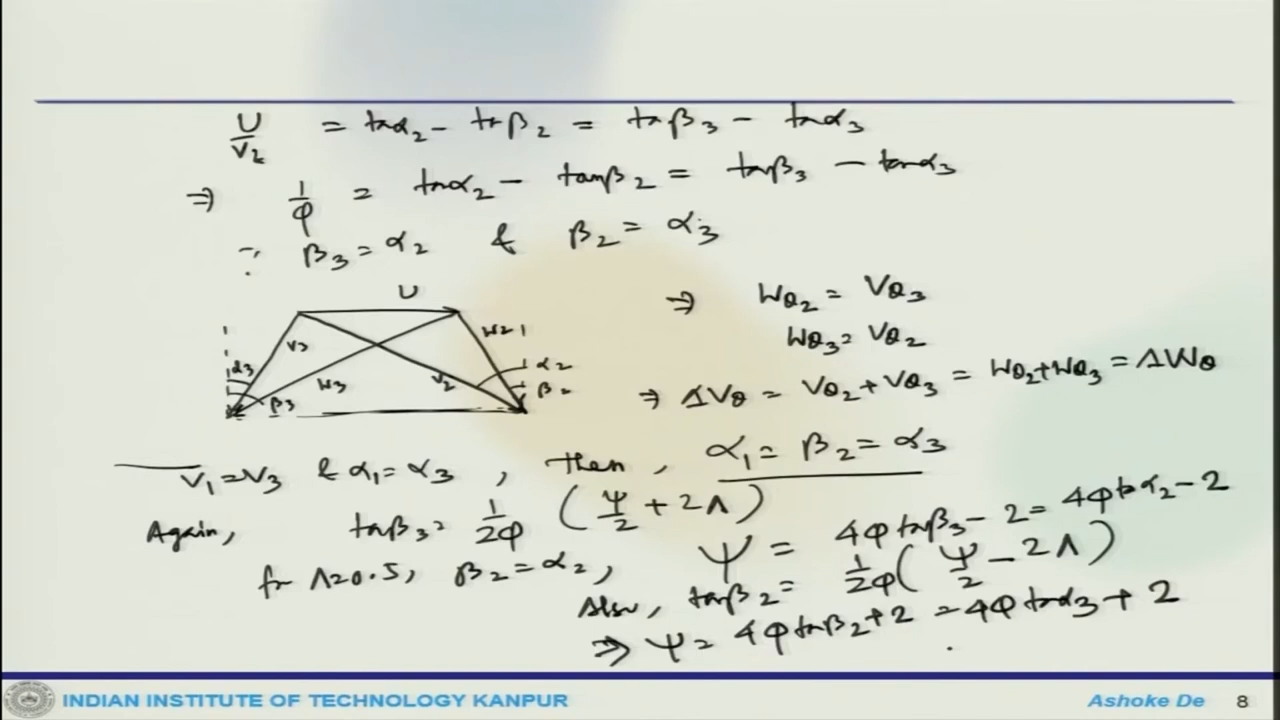 U/V₂ = tanα₂ - tanβ₂ = tanβ₃ - tanα₃
⇒ 1/φ = tanα₂ - tanβ₂ = tanβ₃ - tanα₃
∴ β₃ = α₂ & β₂ = α₃
U
⇒ Wθ₂ = Vθ₃
Wθ₃ = Vθ₂
V₃ W₃ V₂ W₂
α₃ β₃ α₂ β₂
⇒ ΔVθ = Vθ₂ + Vθ₃ = Wθ₂ + Wθ₃ = ΔWθ
V₁ = V₃ & α₁ = α₃, then, α₁ = β₂ = α₃
Again, tanβ₃ = 1/2φ (Ψ/2 + 2Λ)
for Λ = 0.5, β₂ = α₂, Ψ = 4φ tanβ₃ - 2 = 4φ tanα₂ - 2
Also, tanβ₂ = 1/2φ (Ψ/2 - 2Λ)
⇒ Ψ = 4φ tanβ₂ + 2 = 4φ tanα₃ + 2
INDIAN INSTITUTE OF TECHNOLOGY KANPUR Ashoke De 8